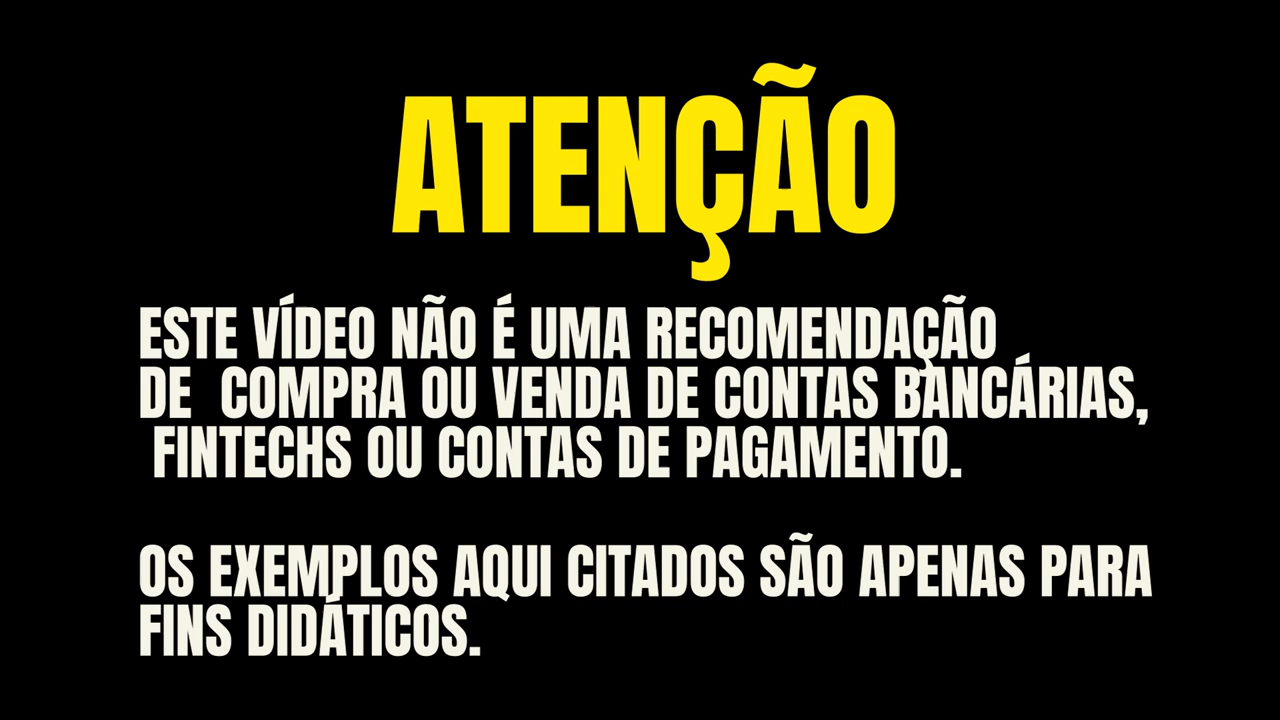 ATENÇÃO
ESTE VÍDEO NÃO É UMA RECOMENDAÇÃO
DE COMPRA OU VENDA DE CONTAS BANCÁRIAS,
FINTECHS OU CONTAS DE PAGAMENTO.
OS EXEMPLOS AQUI CITADOS SÃO APENAS PARA
FINS DIDÁTICOS.